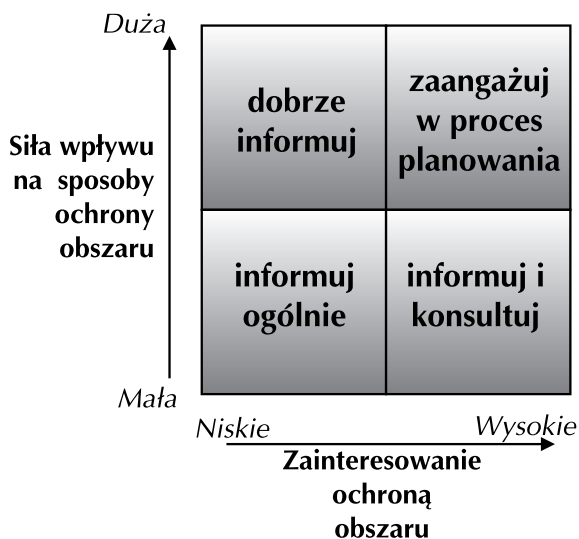 Duża
Siła wpływu
na sposoby
ochrony
obszaru
Mała
dobrze
informuj
zaangażuj
w proces
planowania
informuj
ogólnie
informuj i
konsultuj
Niskie
Wysokie
Zainteresowanie
ochroną
obszaru